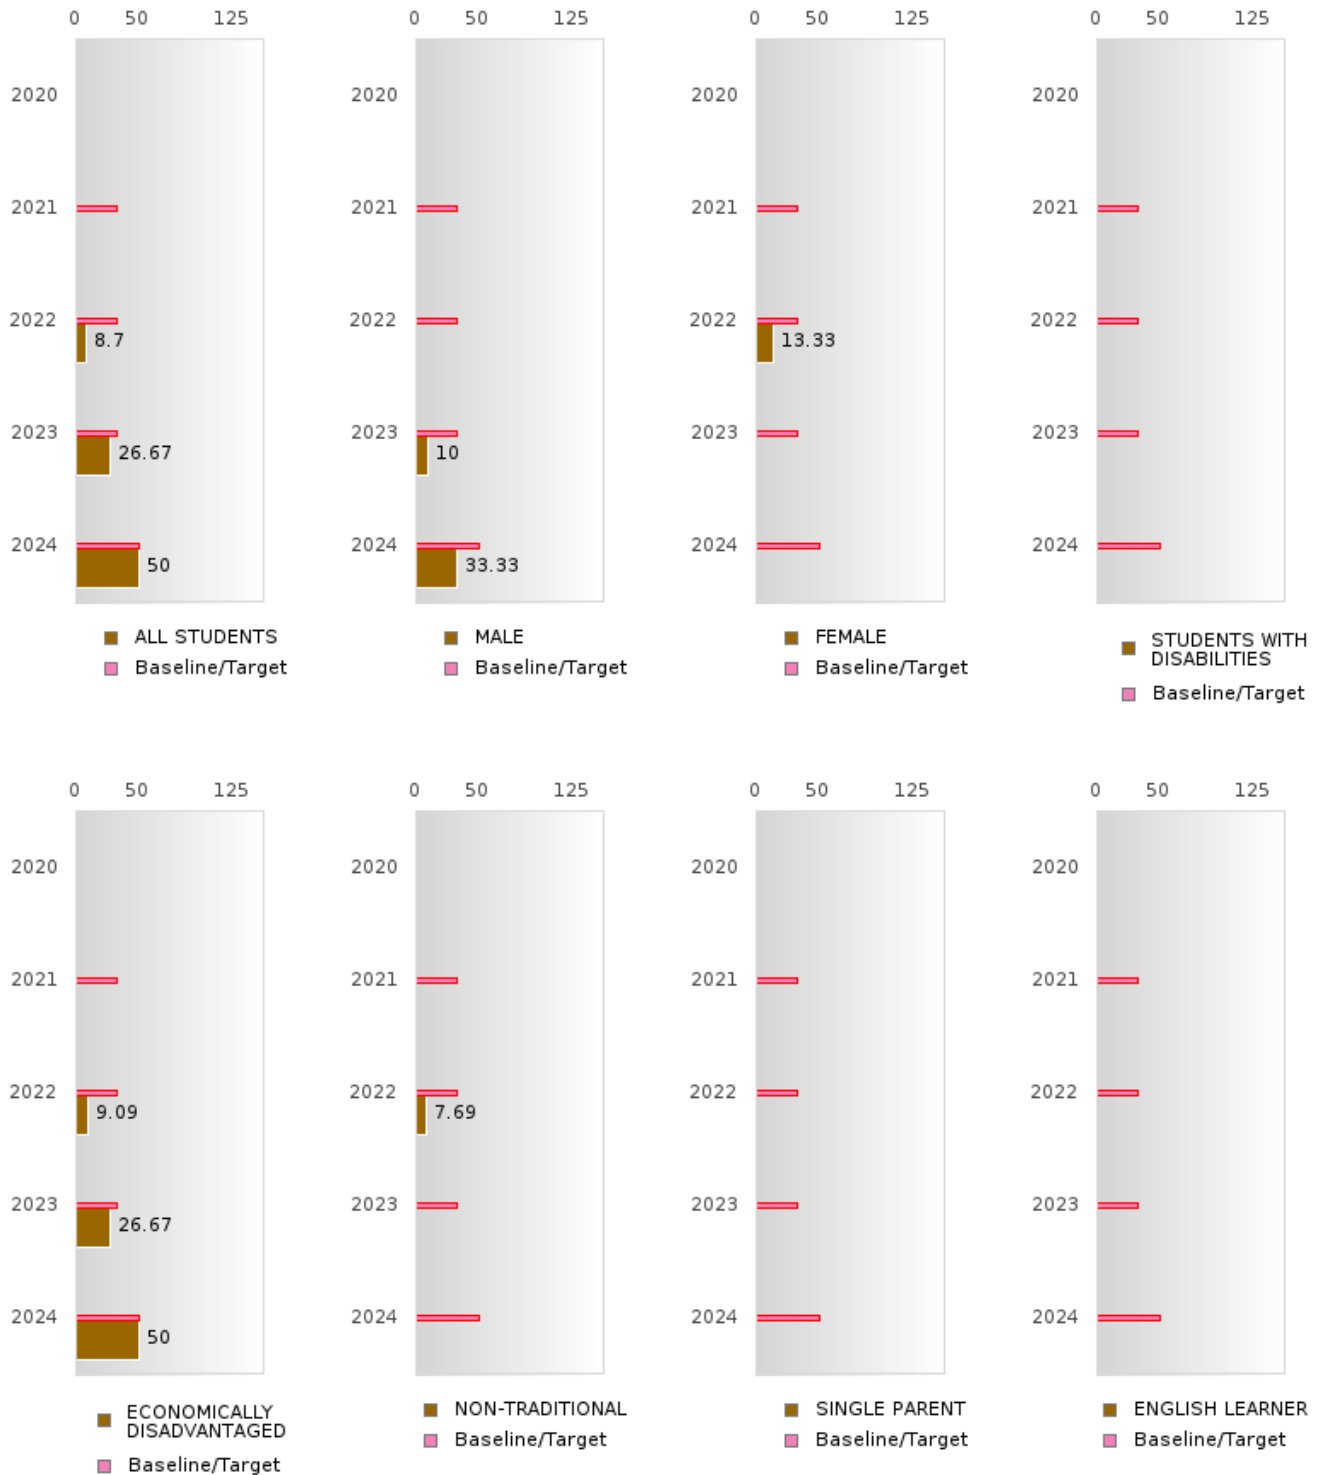 0 50 125
2020
2021
2022
8.7
2023
26.67
2024
50
ALL STUDENTS
Baseline/Target
0 50 125
2020
2021
2022
2023
10
2024
33.33
MALE
Baseline/Target
0 50 125
2020
2021
2022
13.33
2023
2024
FEMALE
Baseline/Target
0 50 125
2020
2021
2022
2023
2024
STUDENTS WITH
DISABILITIES
Baseline/Target
0 50 125
2020
2021
2022
9.09
2023
26.67
2024
50
ECONOMICALLY
DISADVANTAGED
Baseline/Target
0 50 125
2020
2021
2022
7.69
2023
2024
NON-TRADITIONAL
Baseline/Target
0 50 125
2020
2021
2022
2023
2024
SINGLE PARENT
Baseline/Target
0 50 125
2020
2021
2022
2023
2024
ENGLISH LEARNER
Baseline/Target